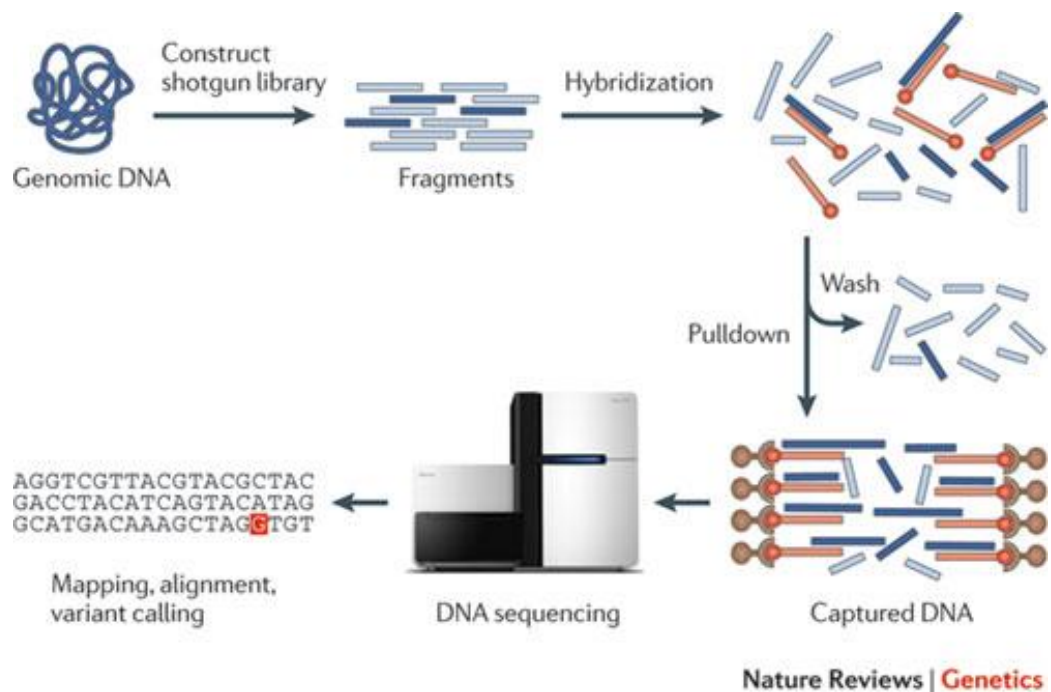 Construct
shotgun library
Hybridization
Genomic DNA
Fragments
Wash
Pulldown
AGGTCGTTACGTACGCTAC
GACCTACATCAGTACATAG
GCATGACAAAGCTAGGTGT
Mapping, alignment,
variant calling
DNA sequencing
Captured DNA
Nature Reviews | Genetics